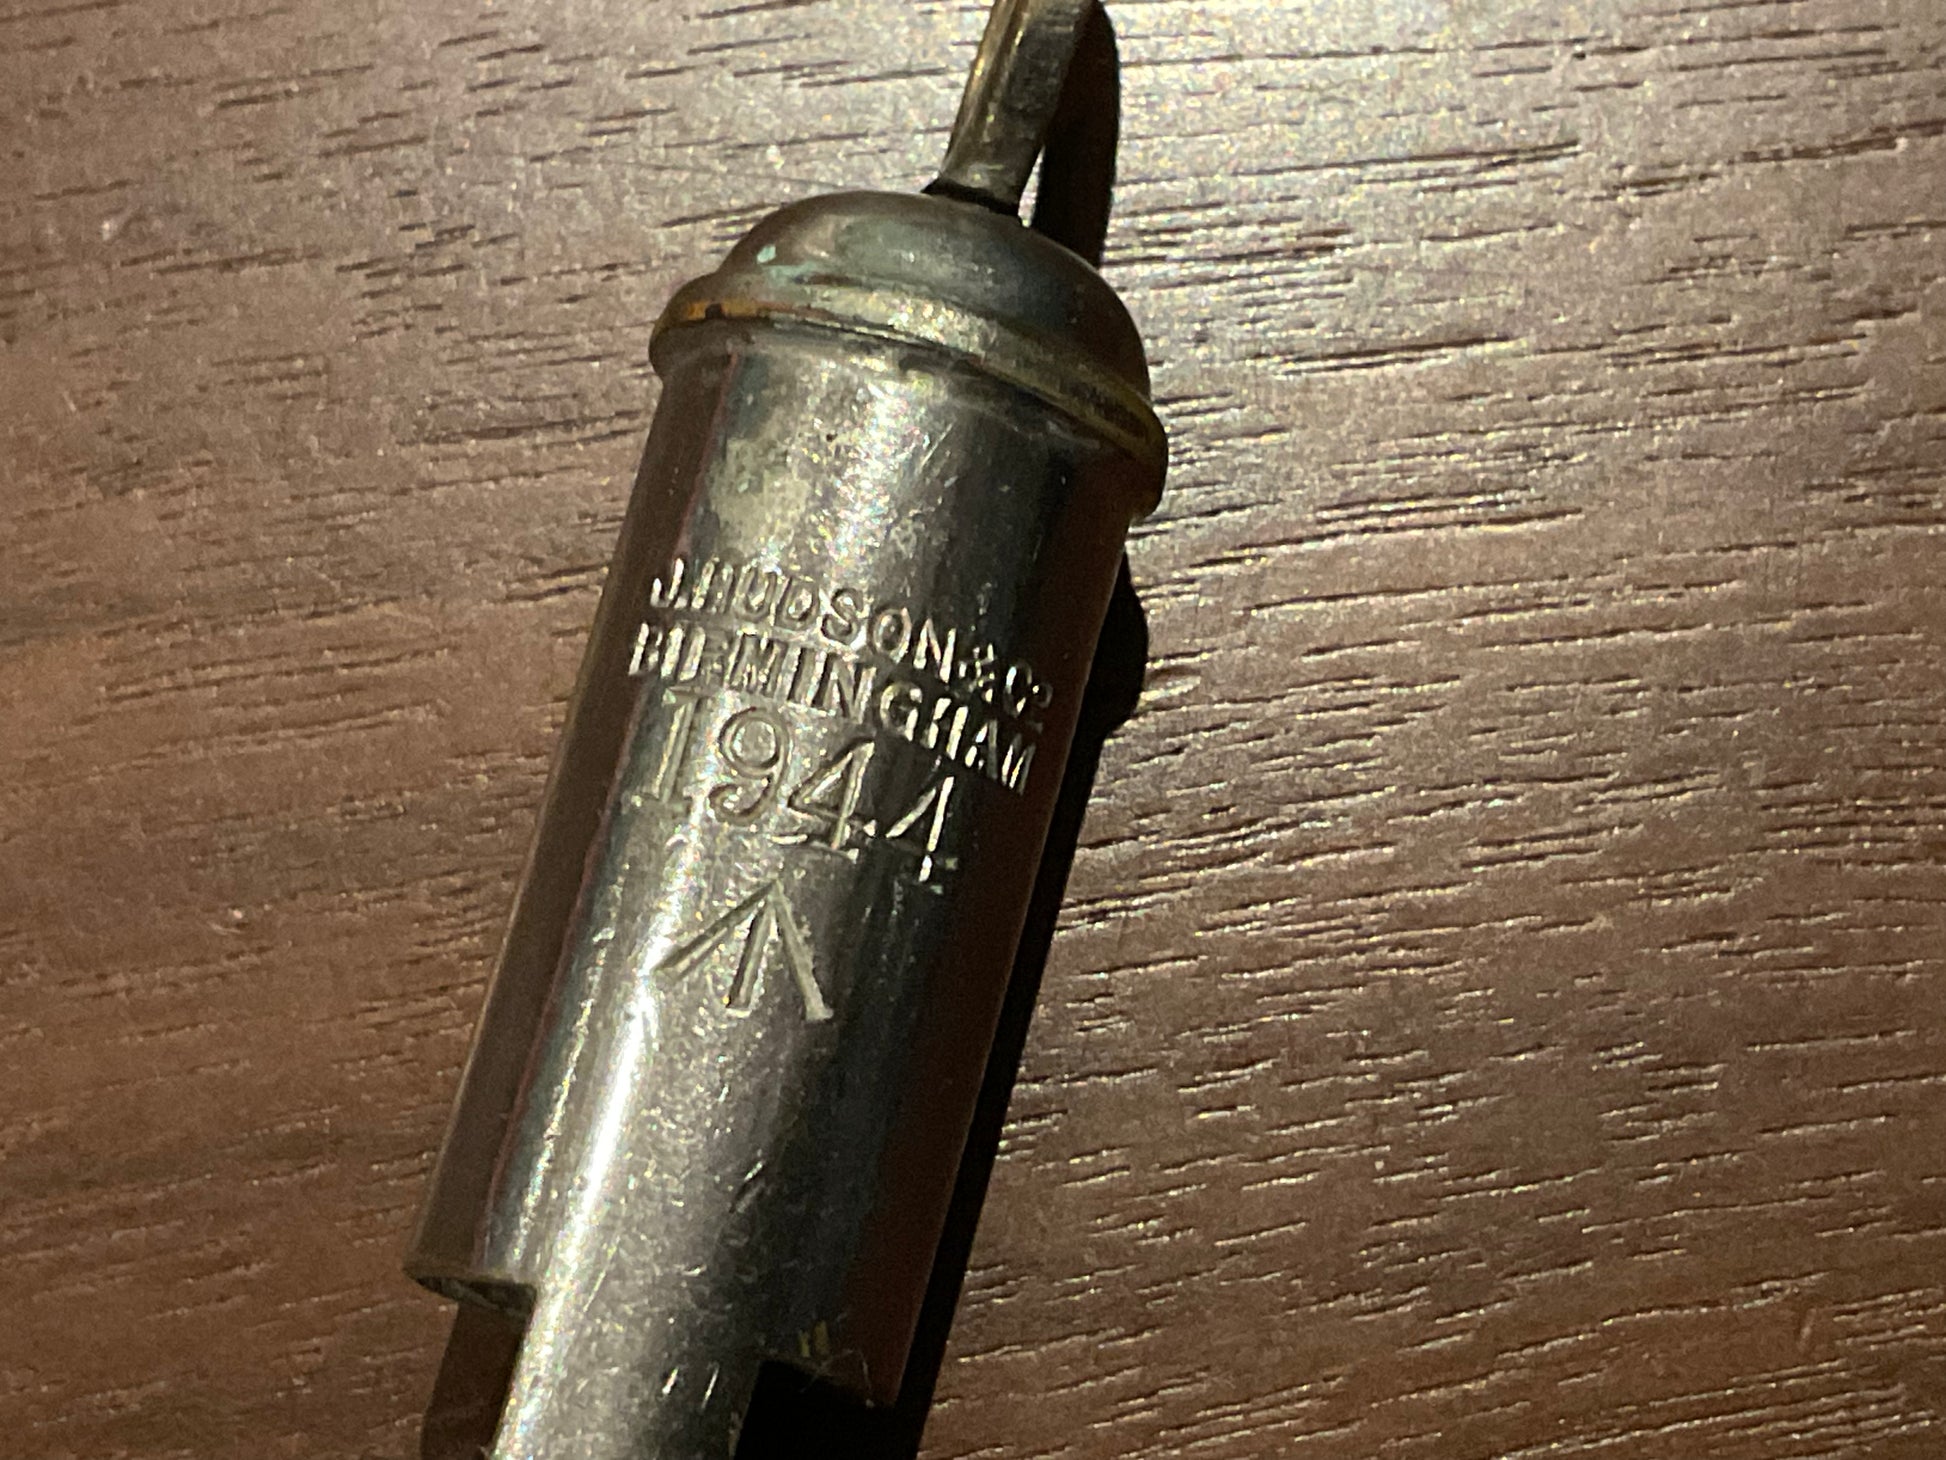 J. HUDSON & Co
BIRMINGHAM
1944